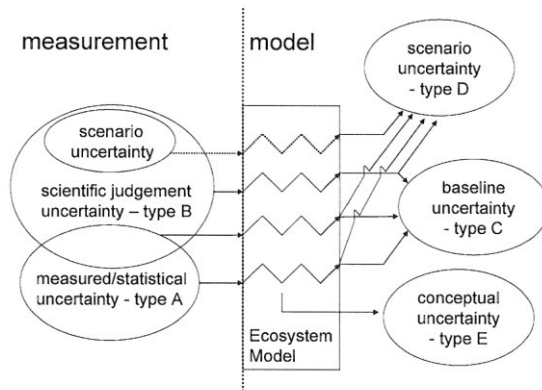 measurement
model
scenario
uncertainty
scientific judgement
uncertainty – type B
measured/statistical
uncertainty - type A
Ecosystem
Model
scenario
uncertainty
- type D
baseline
uncertainty
- type C
conceptual
uncertainty
- type E